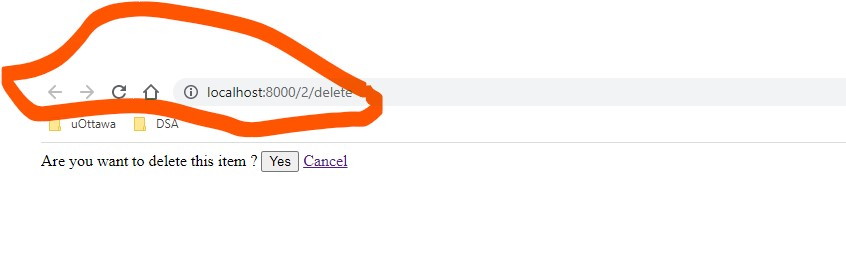 localhost:8000/2/delete
uOttawa DSA
Are you want to delete this item ? Yes Cancel